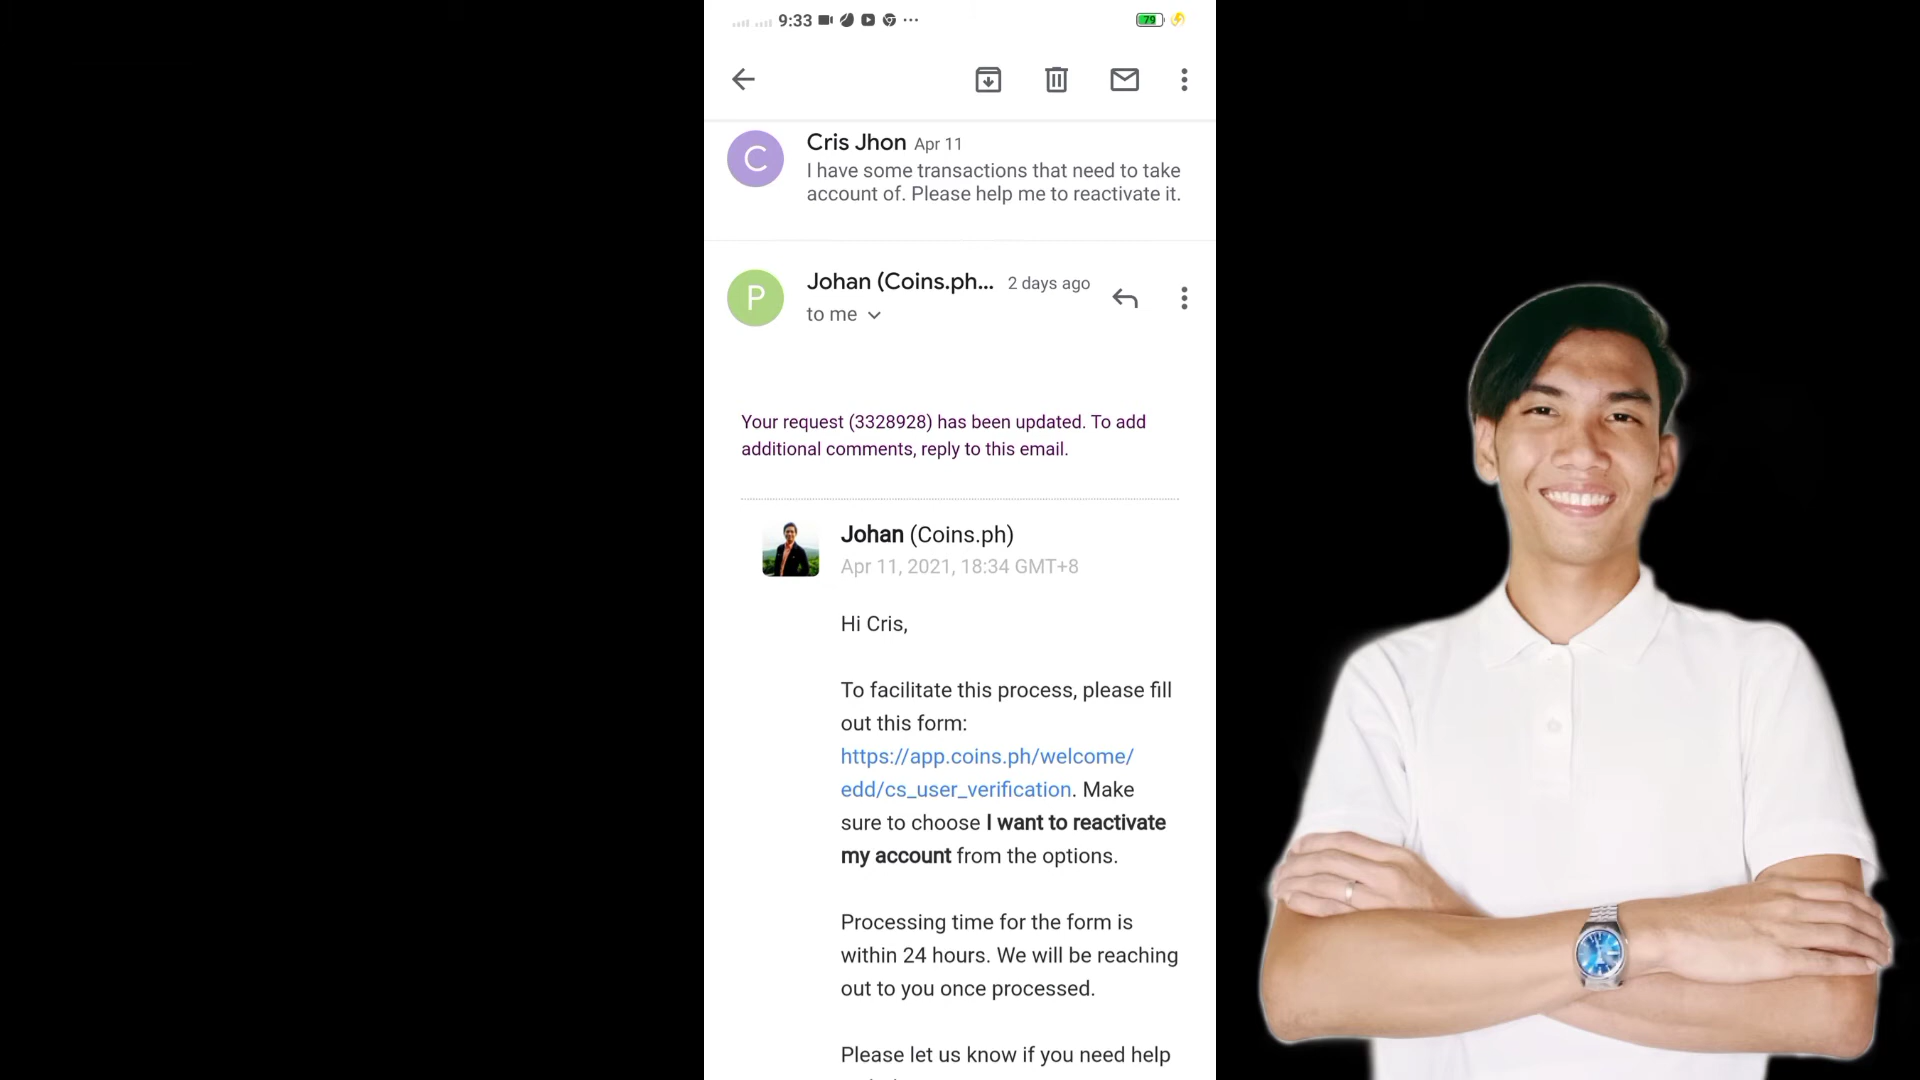 9:33
79
C
Cris Jhon Apr 11
I have some transactions that need to take
account of. Please help me to reactivate it.
P
Johan (Coins.ph... 2 days ago
to me
Your request (3328928) has been updated. To add
additional comments, reply to this email.
Johan (Coins.ph)
Apr 11, 2021, 18:34 GMT+8
Hi Cris,
To facilitate this process, please fill
out this form:
https://app.coins.ph/welcome/
edd/cs_user_verification. Make
sure to choose I want to reactivate
my account from the options.
Processing time for the form is
within 24 hours. We will be reaching
out to you once processed.
Please let us know if you need help